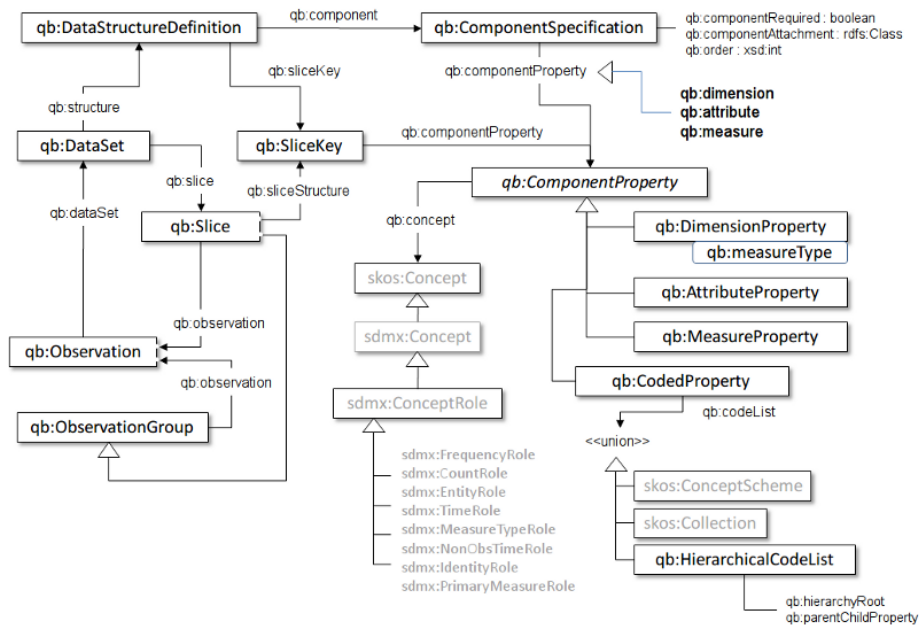 qb:component
qb:DataStructureDefinition
qb:ComponentSpecification
qb:componentRequired : boolean
qb:componentAttachment : rdfs:Class
qb:order : xsd:int
qb:sliceKey
qb:componentProperty
qb:dimension
qb:attribute
qb:measure
qb:structure
qb:DataSet
qb:SliceKey
qb:componentProperty
qb:slice
qb:sliceStructure
qb:ComponentProperty
qb:dataSet
qb:Slice
qb:concept
qb:DimensionProperty
qb:measureType
skos:Concept
qb:AttributeProperty
qb:observation
sdmx:Concept
qb:MeasureProperty
qb:Observation
qb:observation
qb:CodedProperty
sdmx:ConceptRole
qb:codeList
qb:ObservationGroup
<<union>>
sdmx:FrequencyRole
sdmx:CountRole
sdmx:EntityRole
sdmx:TimeRole
sdmx:MeasureTypeRole
sdmx:NonObsTimeRole
sdmx:IdentityRole
sdmx:PrimaryMeasureRole
skos:ConceptScheme
skos:Collection
qb:HierarchicalCodeList
qb:hierarchyRoot
qb:parentChildProperty